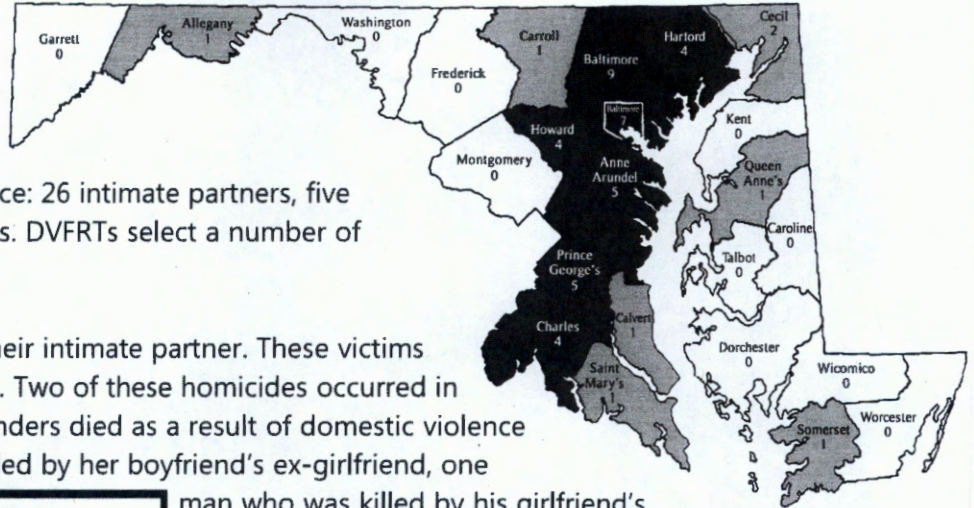 Garrett
0
Allegany
1
Washington
0
Frederick
0
Carroll
1
Baltimore
9
Harford
4
Cecil
2
Baltimore
7
Howard
4
Montgomery
0
Anne
Arundel
5
Kent
0
Queen
Anne's
1
Caroline
0
Talbot
0
Prince
George's
5
Charles
4
Calvert
1
Saint
Mary's
1
Dorchester
0
Wicomico
0
Worcester
0
Somerset
1
ce: 26 intimate partners, five
s. DVFRTs select a number of
heir intimate partner. These victims
. Two of these homicides occurred in
nders died as a result of domestic violence
led by her boyfriend's ex-girlfriend, one
man who was killed by his girlfriend's